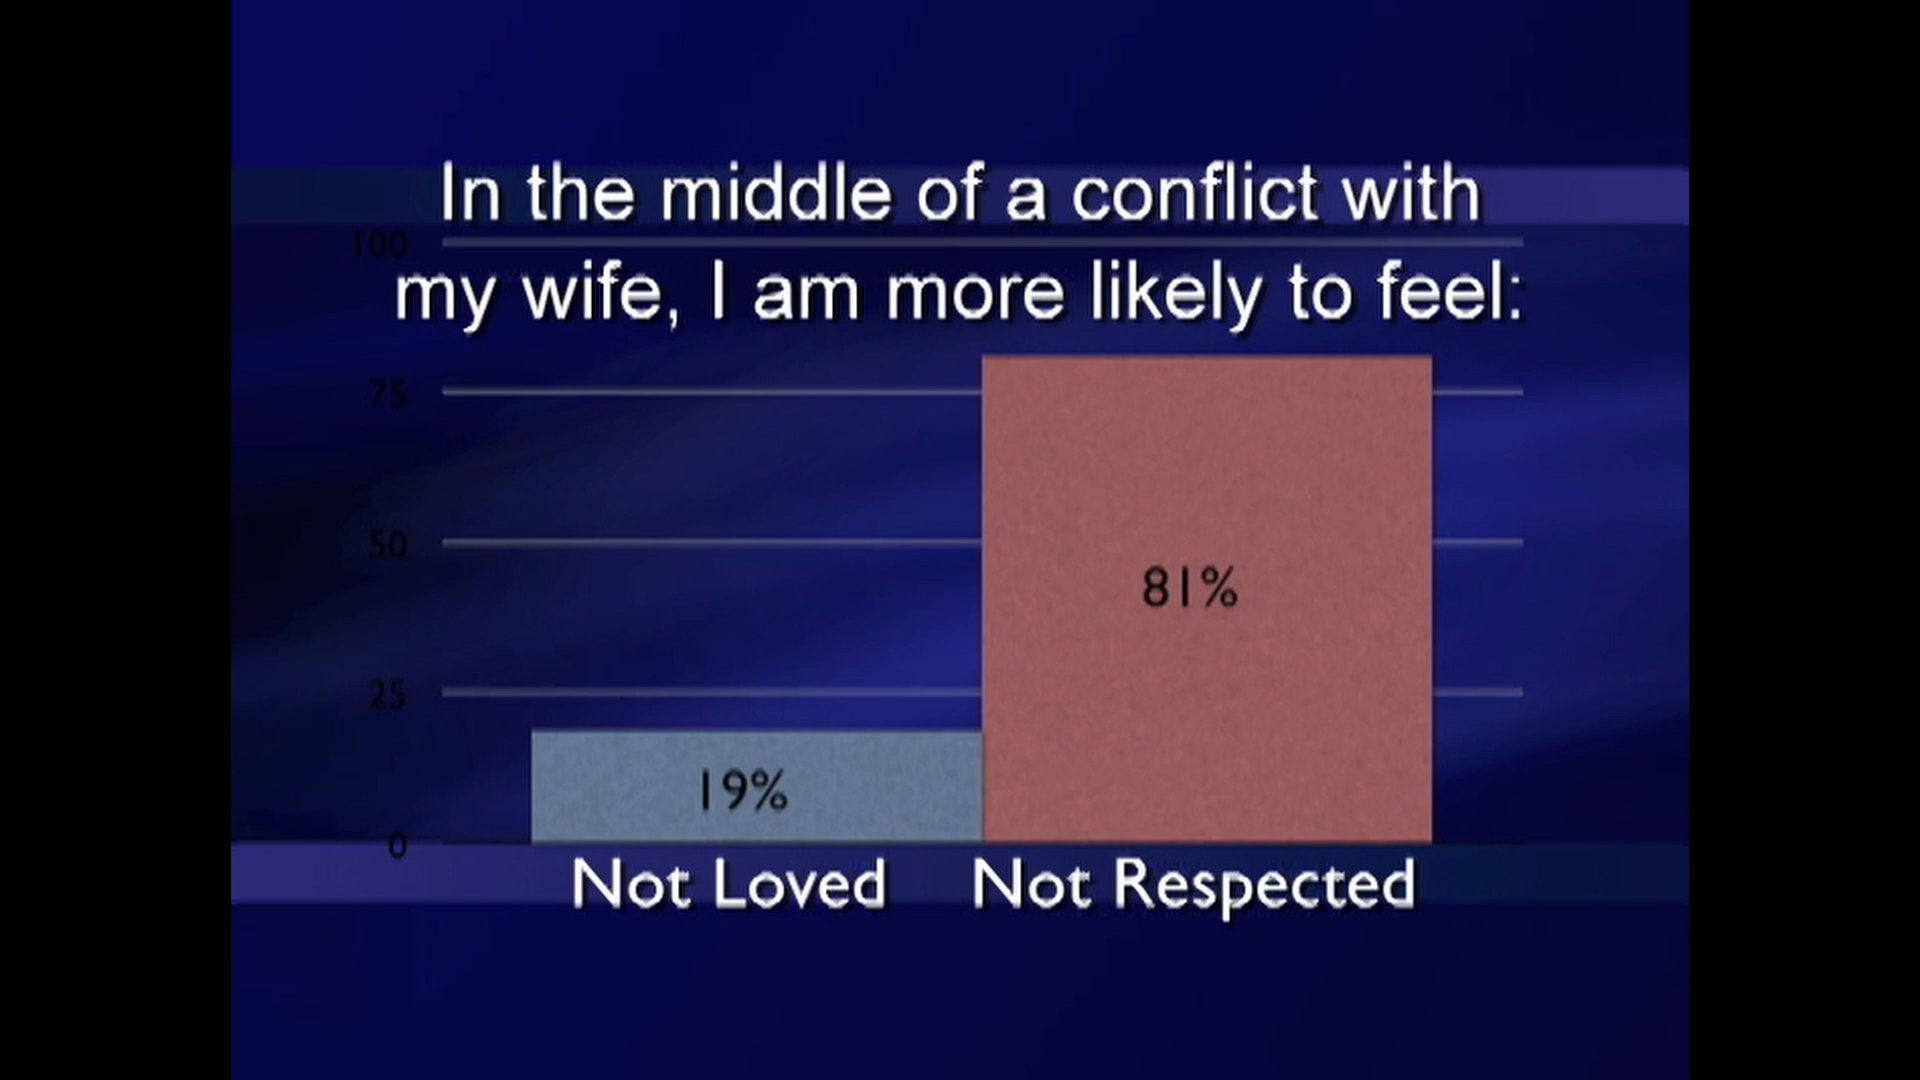 In the middle of a conflict with
100
my wife, I am more likely to feel:
75
50
81%
25
19%
0
Not Loved Not Respected